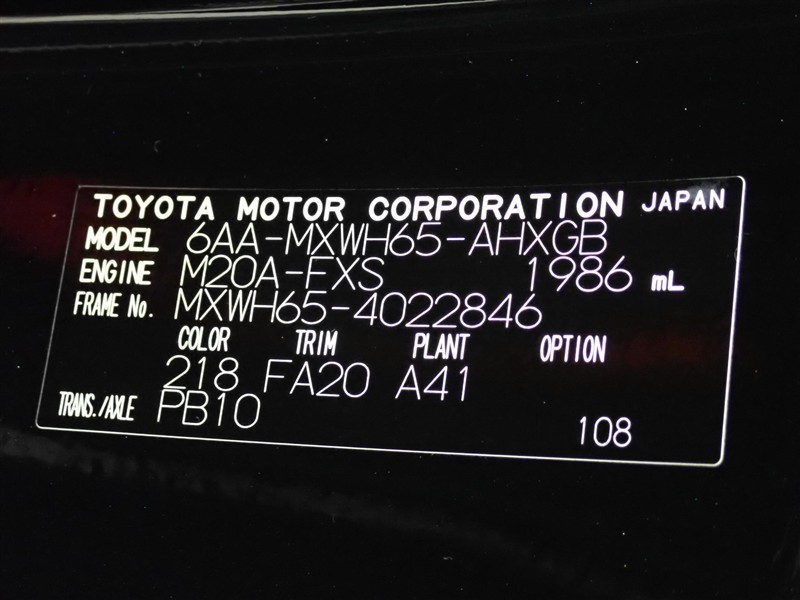 TOYOTA MOTOR CORPORATION JAPAN
MODEL 6AA-MXWH65-AHXGB
ENGINE M20A-FXS 1986 mL
FRAME No. MXWH65-4022846
COLOR TRIM PLANT OPTION
218 FA20 A41
TRANS./AXLE PB10 108